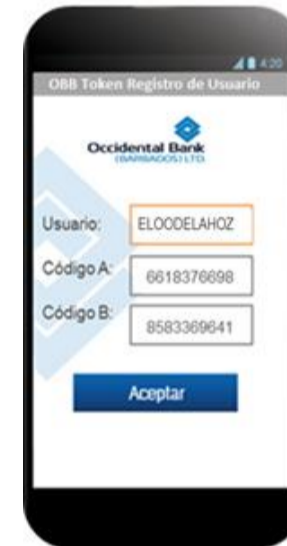 4:20
OBB Token Registro de Usuario
Occidental Bank
(BARBADOS) LTD.
Usuario: ELOODELAHOZ
Código A: 6618376698
Código B: 8583369641
Aceptar